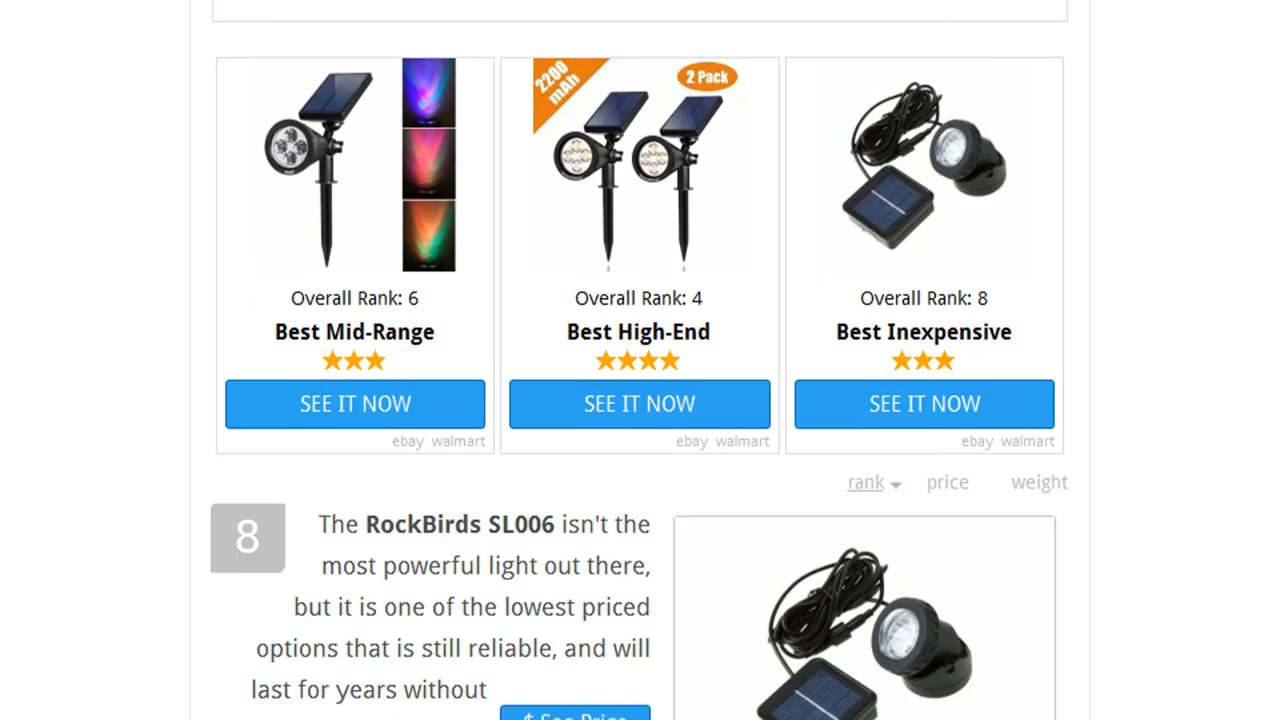 2200
mAh
2 Pack
Overall Rank: 6
Best Mid-Range
SEE IT NOW
ebay walmart
Overall Rank: 4
Best High-End
SEE IT NOW
ebay walmart
Overall Rank: 8
Best Inexpensive
SEE IT NOW
ebay walmart
rank price weight
8
The RockBirds SL006 isn't the
most powerful light out there,
but it is one of the lowest priced
options that is still reliable, and will
last for years without
$ See Price